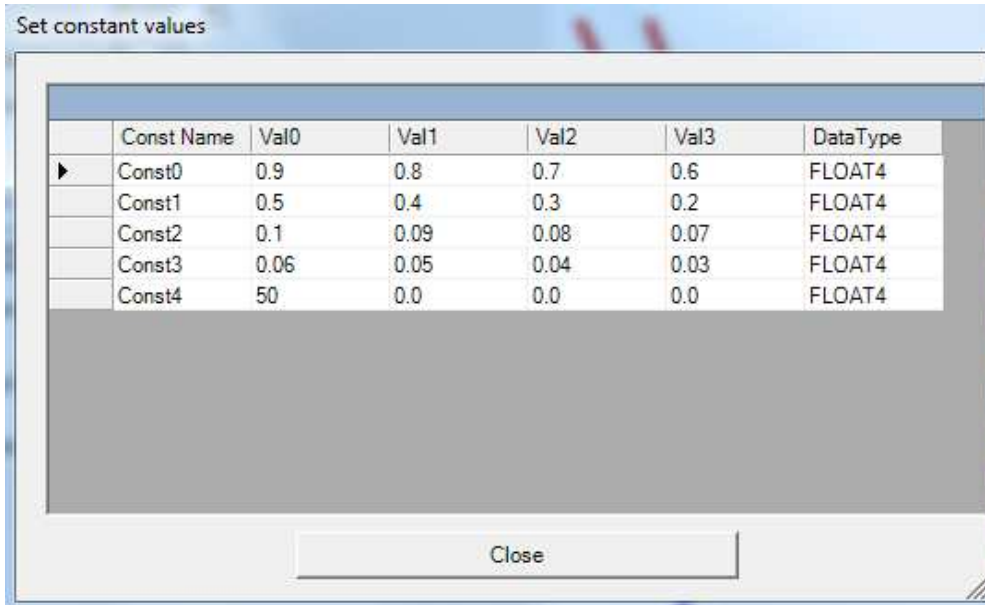 Set constant values
Const Name Val0 Val1 Val2 Val3 DataType
Const0 0.9 0.8 0.7 0.6 FLOAT4
Const1 0.5 0.4 0.3 0.2 FLOAT4
Const2 0.1 0.09 0.08 0.07 FLOAT4
Const3 0.06 0.05 0.04 0.03 FLOAT4
Const4 50 0.0 0.0 0.0 FLOAT4
Close